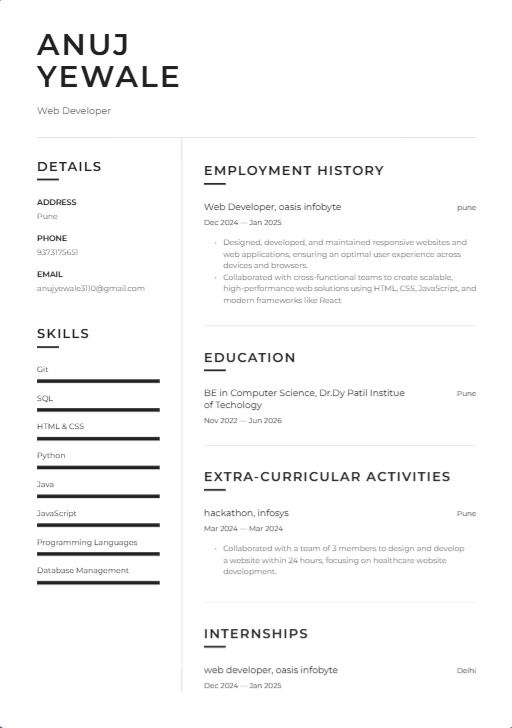 ANUJ
YEWALE
Web Developer
DETAILS
ADDRESS
Pune
PHONE
9373175651
EMAIL
anujyewale3110@gmail.com
SKILLS
Git
SQL
HTML & CSS
Python
Java
JavaScript
Programming Languages
Database Management
EMPLOYMENT HISTORY
Web Developer, oasis infobyte pune
Dec 2024 — Jan 2025
• Designed, developed, and maintained responsive websites and
web applications, ensuring an optimal user experience across
devices and browsers.
• Collaborated with cross-functional teams to create scalable,
high-performance web solutions using HTML, CSS, JavaScript, and
modern frameworks like React
EDUCATION
BE in Computer Science, Dr.Dy Patil Institue Pune
of Techology
Nov 2022 — Jun 2026
EXTRA-CURRICULAR ACTIVITIES
hackathon, infosys Pune
Mar 2024 — Mar 2024
• Collaborated with a team of 3 members to design and develop
a website within 24 hours, focusing on healthcare website
development.
INTERNSHIPS
web developer, oasis infobyte Delhi
Dec 2024 — Jan 2025